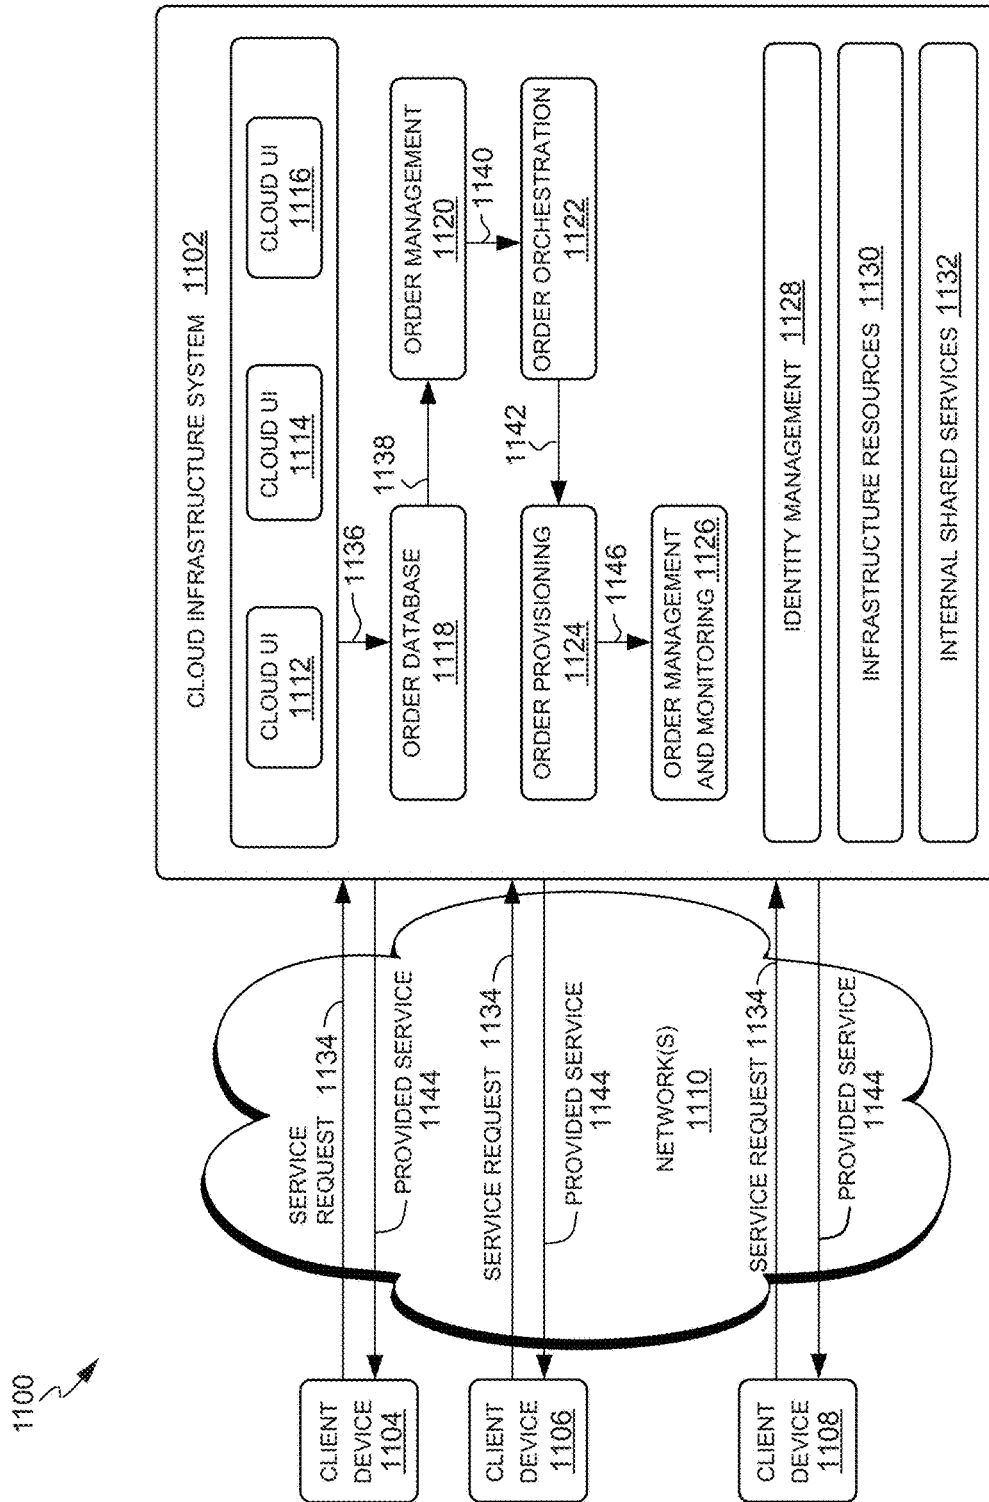 1100
CLOUD INFRASTRUCTURE SYSTEM 1102
CLOUD UI
1112
CLOUD UI
1114
CLOUD UI
1116
1136
ORDER DATABASE
1118
1138
ORDER MANAGEMENT
1120
1140
ORDER ORCHESTRATION
1122
1142
ORDER PROVISIONING
1124
1146
ORDER MANAGEMENT
AND MONITORING 1126
IDENTITY MANAGEMENT 1128
INFRASTRUCTURE RESOURCES 1130
INTERNAL SHARED SERVICES 1132
SERVICE
REQUEST 1134
PROVIDED SERVICE
1144
SERVICE REQUEST 1134
PROVIDED SERVICE
1144
NETWORK(S)
1110
SERVICE REQUEST 1134
PROVIDED SERVICE
1144
CLIENT
DEVICE
1104
CLIENT
DEVICE
1106
CLIENT
DEVICE
1108